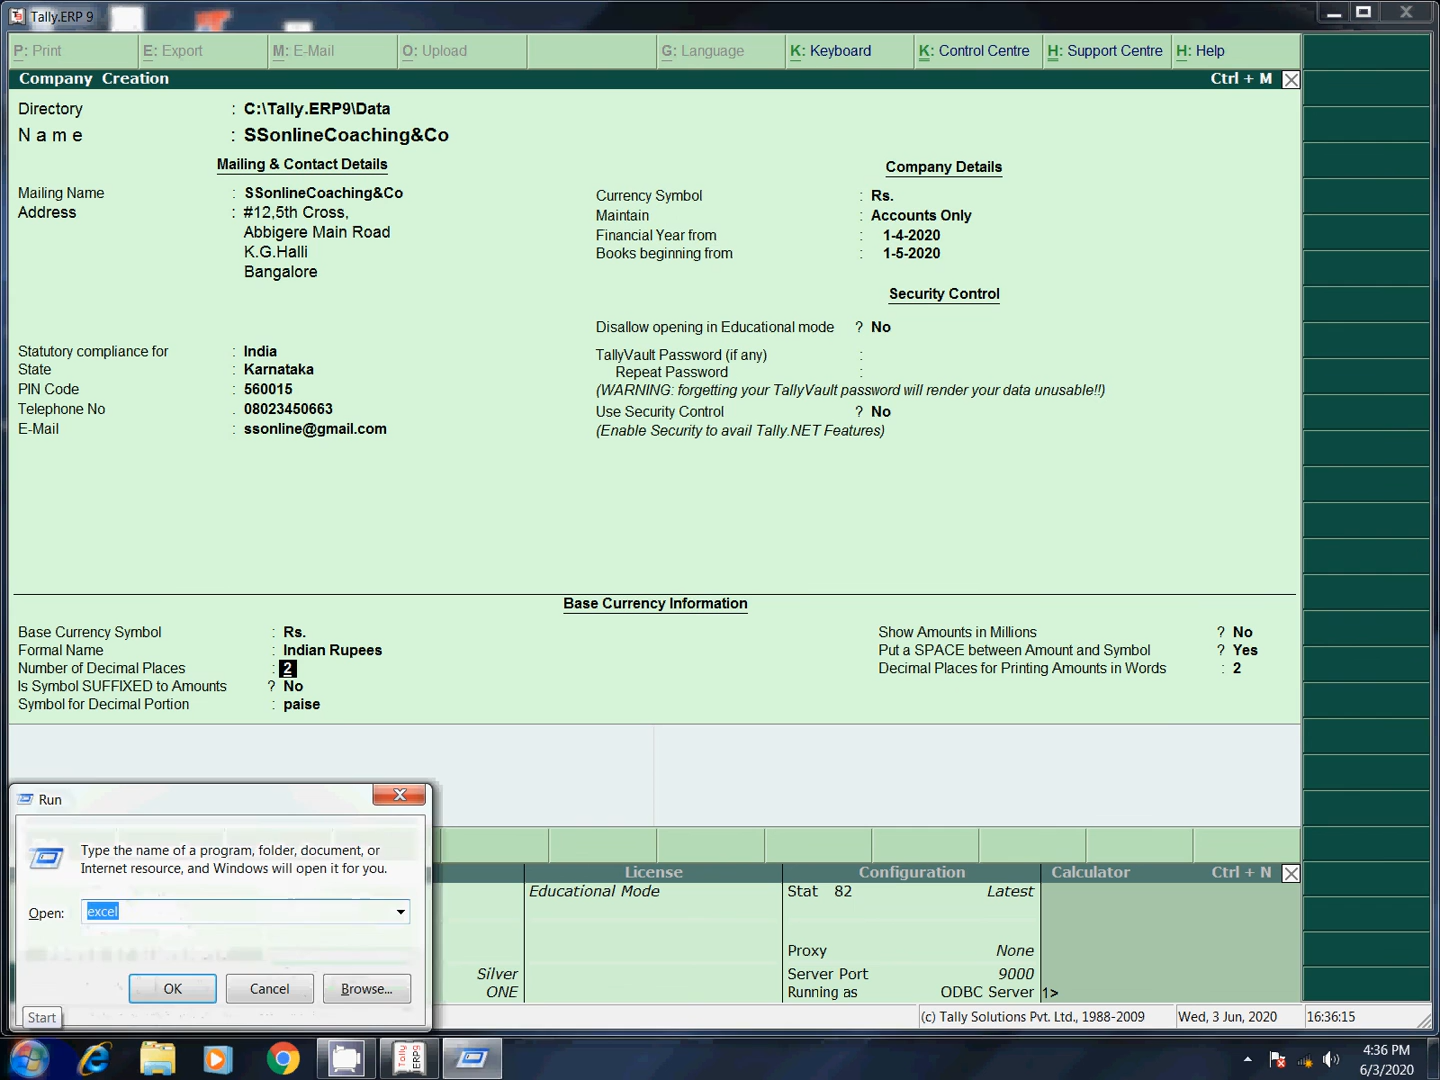 Tally.ERP 9
P: Print
E: Export
M: E-Mail
O: Upload
G: Language
K: Keyboard
K: Control Centre
H: Support Centre
H: Help
Company Creation
Ctrl + M
Directory : C:\Tally.ERP9\Data
Name : SSonlineCoaching&Co
Mailing & Contact Details
Mailing Name : SSonlineCoaching&Co
Address : #12,5th Cross,
Abbigere Main Road
K.G.Halli
Bangalore
Statutory compliance for : India
State : Karnataka
PIN Code : 560015
Telephone No : 08023450663
E-Mail : ssonline@gmail.com
Company Details
Currency Symbol : Rs.
Maintain : Accounts Only
Financial Year from : 1-4-2020
Books beginning from : 1-5-2020
Security Control
Disallow opening in Educational mode ? No
TallyVault Password (if any) :
Repeat Password :
(WARNING: forgetting your TallyVault password will render your data unusable!!)
Use Security Control ? No
(Enable Security to avail Tally.NET Features)
Base Currency Information
Base Currency Symbol : Rs.
Formal Name : Indian Rupees
Number of Decimal Places : 2
Is Symbol SUFFIXED to Amounts ? No
Symbol for Decimal Portion : paise
Show Amounts in Millions ? No
Put a SPACE between Amount and Symbol ? Yes
Decimal Places for Printing Amounts in Words : 2
Run
Type the name of a program, folder, document, or
Internet resource, and Windows will open it for you.
Open: excel
OK
Cancel
Browse...
Start
Silver
ONE
License
Educational Mode
Configuration
Stat 82 Latest
Proxy None
Server Port 9000
Running as ODBC Server
Calculator
Ctrl + N
1>
(c) Tally Solutions Pvt. Ltd., 1988-2009
Wed, 3 Jun, 2020
16:36:15
Tally
ERP9
4:36 PM
6/3/2020